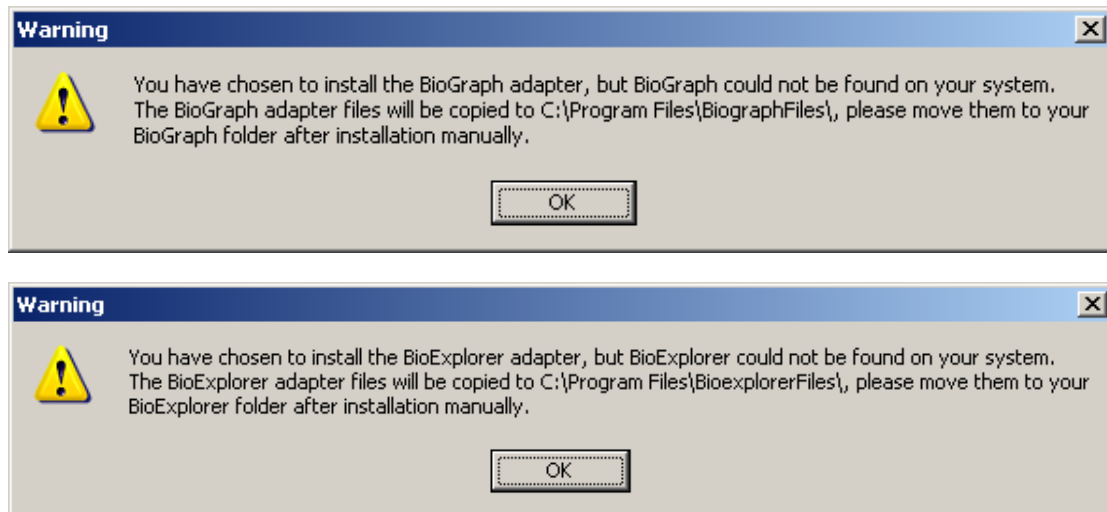 Warning
You have chosen to install the BioGraph adapter, but BioGraph could not be found on your system.
The BioGraph adapter files will be copied to C:\Program Files\BiographFiles\, please move them to your
BioGraph folder after installation manually.
OK
Warning
You have chosen to install the BioExplorer adapter, but BioExplorer could not be found on your system.
The BioExplorer adapter files will be copied to C:\Program Files\BioexplorerFiles\, please move them to your
BioExplorer folder after installation manually.
OK